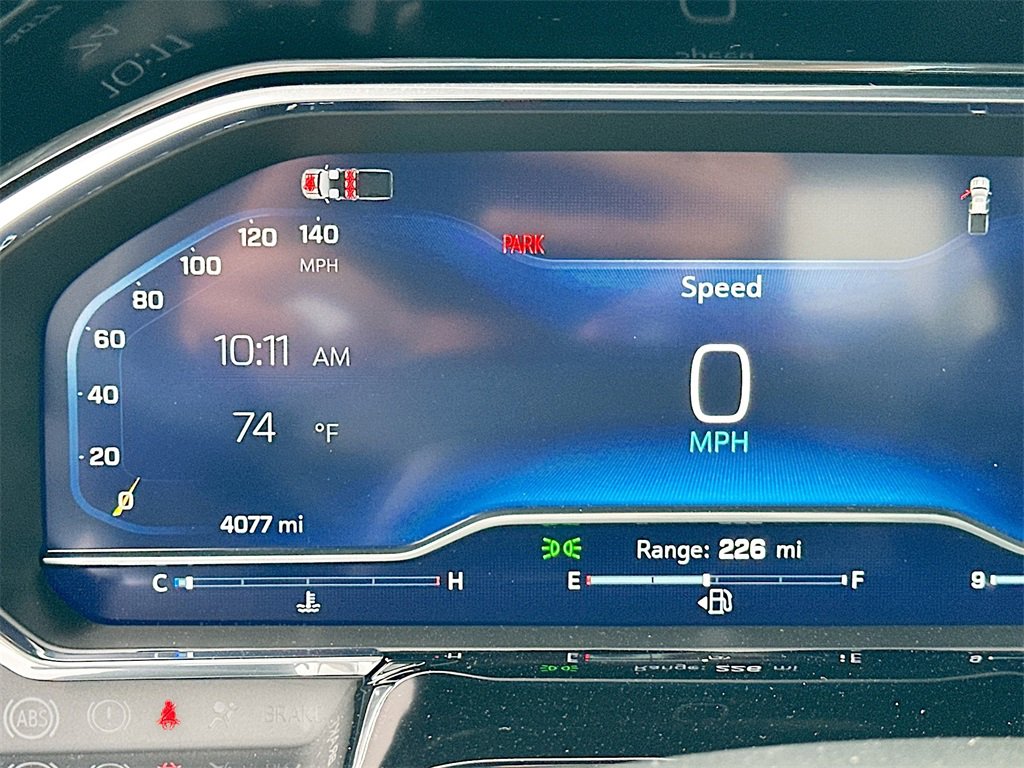 120 140
MPH
100
80
60
40
20
0
PARK
Speed
10:11 AM
0
MPH
74 °F
4077 mi
Range: 226 mi
C H
E F
9
ABS
BRAKE